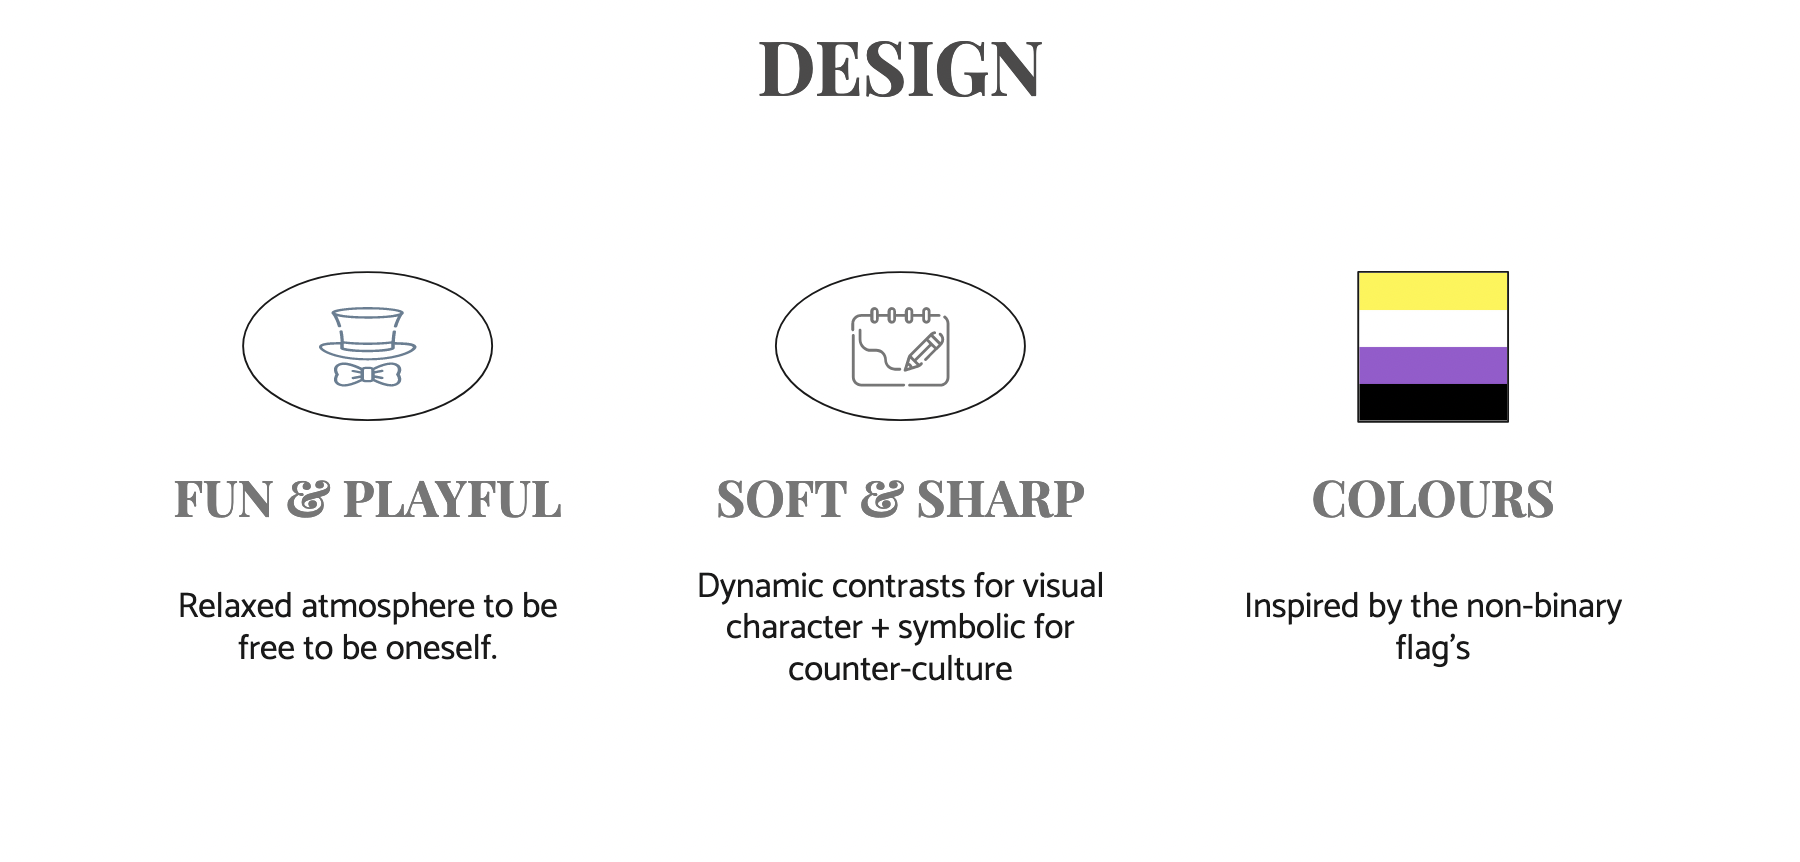 DESIGN
FUN & PLAYFUL
Relaxed atmosphere to be
free to be oneself.
SOFT & SHARP
Dynamic contrasts for visual
character + symbolic for
counter-culture
COLOURS
Inspired by the non-binary
flag’s